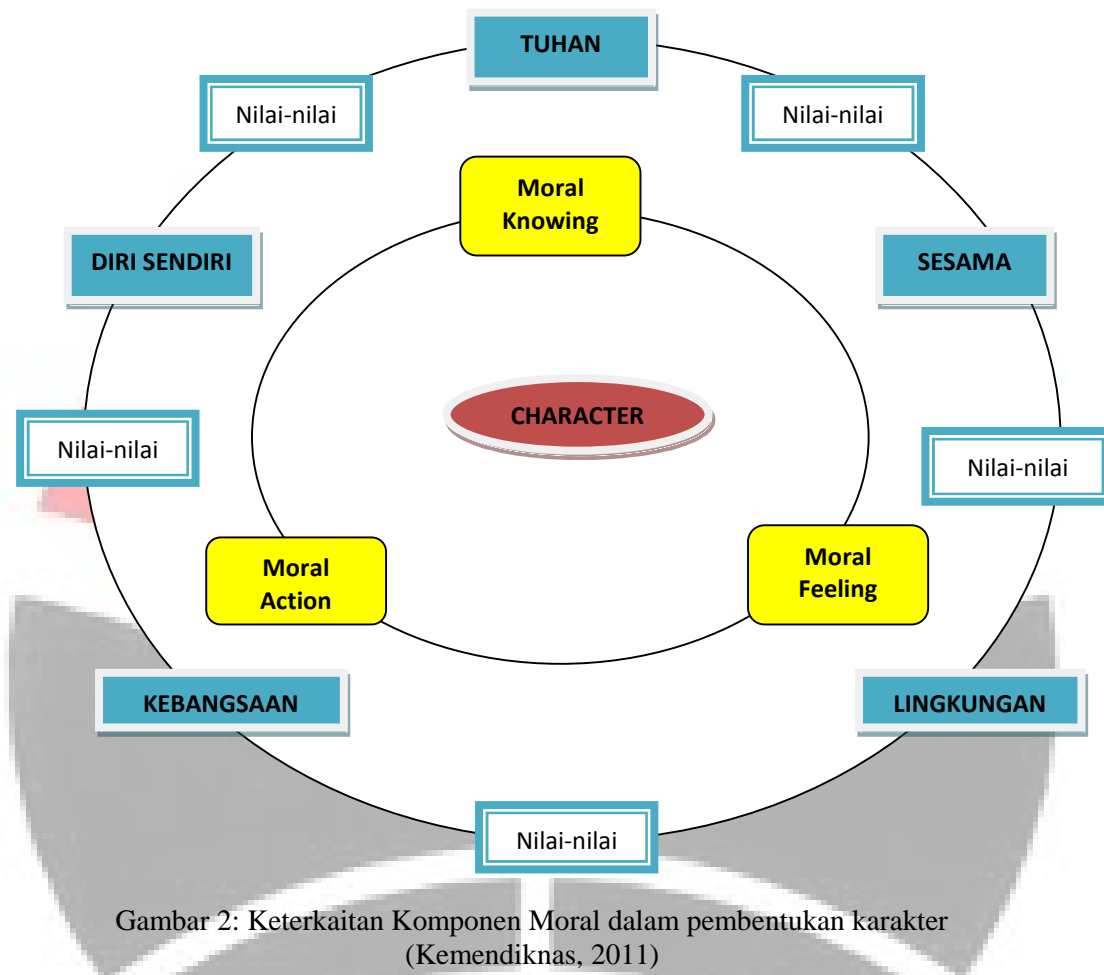 TUHAN
Nilai-nilai
Nilai-nilai
Moral
Knowing
DIRI SENDIRI
SESAMA
CHARACTER
Nilai-nilai
Nilai-nilai
Moral
Action
Moral
Feeling
KEBANGSAAN
LINGKUNGAN
Nilai-nilai
Gambar 2: Keterkaitan Komponen Moral dalam pembentukan karakter
(Kemendiknas, 2011)